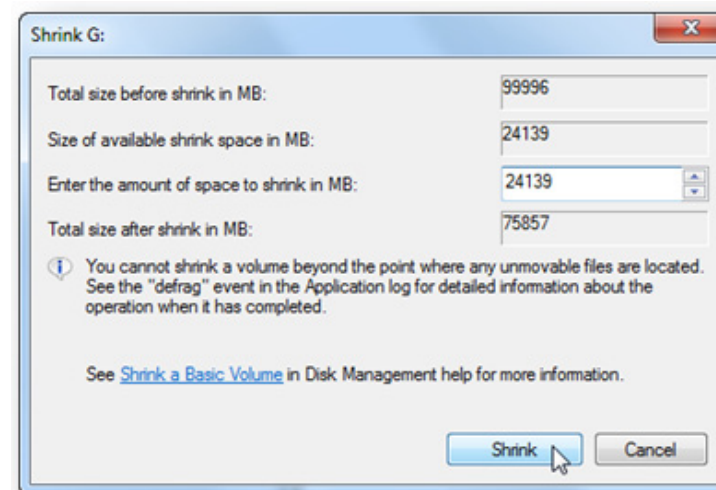 Shrink G:
Total size before shrink in MB: 99996
Size of available shrink space in MB: 24139
Enter the amount of space to shrink in MB: 24139
Total size after shrink in MB: 75857
You cannot shrink a volume beyond the point where any unmovable files are located.
See the "defrag" event in the Application log for detailed information about the
operation when it has completed.
See Shrink a Basic Volume in Disk Management help for more information.
Shrink Cancel